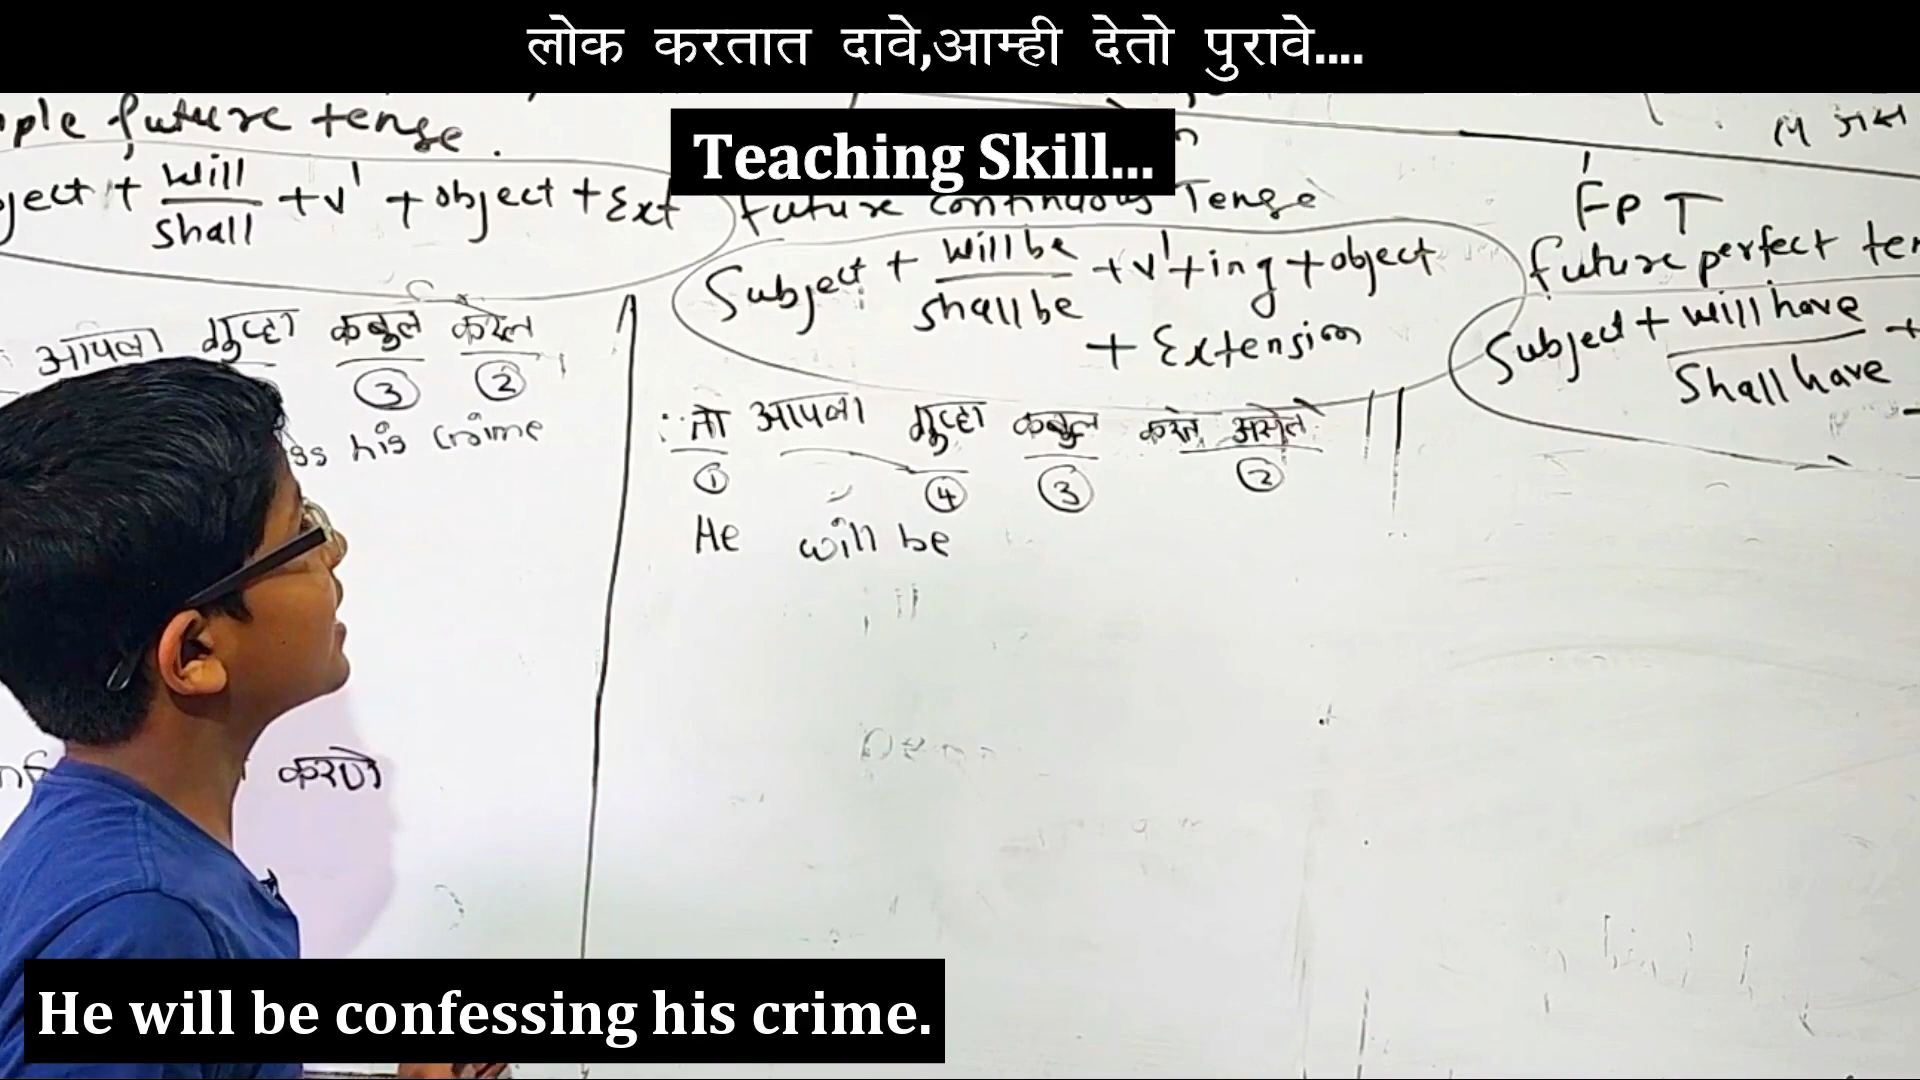 लोक करतात दावे,आम्ही देतो पुरावे....
Teaching Skill...
ple future tense.
ject + will / shall + v¹ + object + Ext
आपला गुन्हा कबुल करेल
③ ②
ss his crime
करणे
future continuous Tense
Subject + will be / shall be + v¹+ing + object
+ Extension
तो आपला गुन्हा कबुल करत असेल
① ④ ③ ②
He will be
F P T
future perfect ten
Subject + will have / Shall have +
He will be confessing his crime.